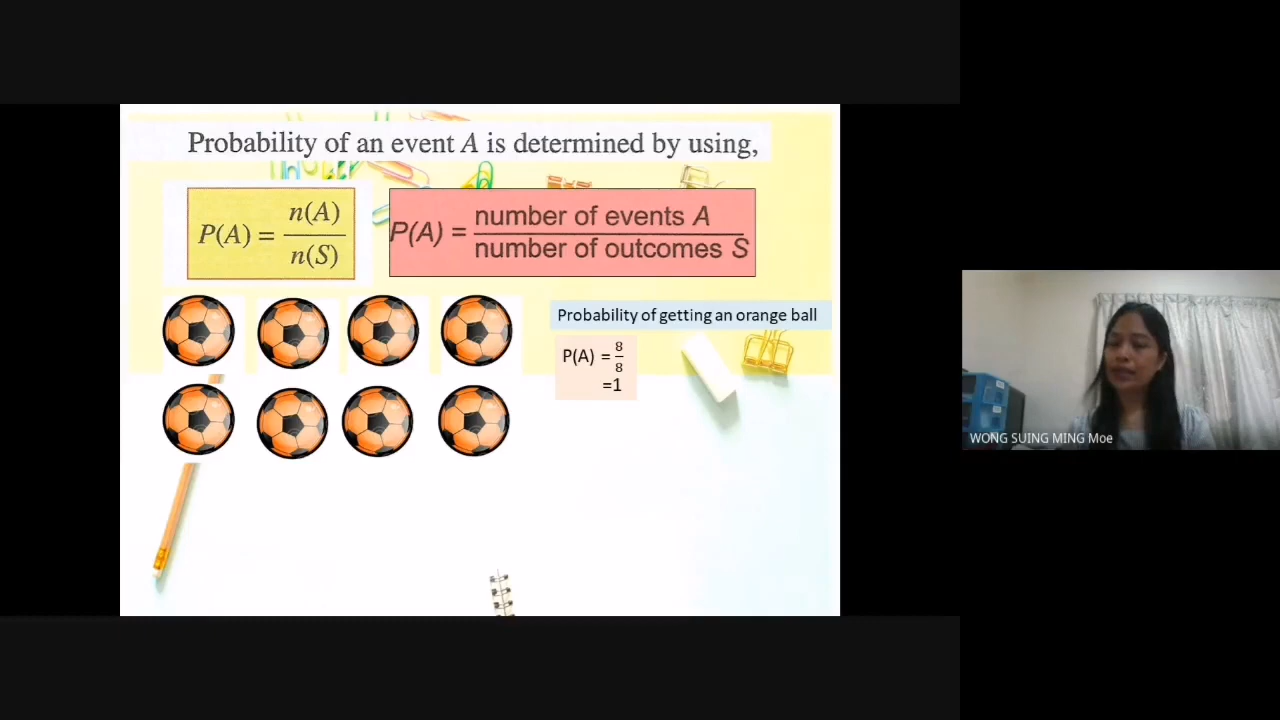 Probability of an event A is determined by using,
P(A) = n(A)/n(S)
P(A) = number of events A / number of outcomes S
Probability of getting an orange ball
P(A) = 8/8
=1
WONG SUING MING Moe